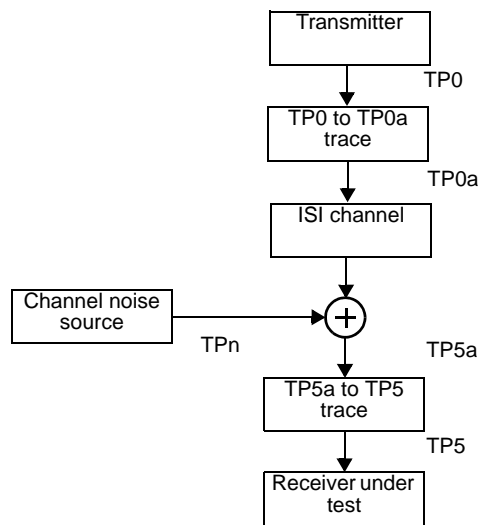 Transmitter
TP0
TP0 to TP0a
trace
TP0a
ISI channel
Channel noise
source
TPn
TP5a
TP5a to TP5
trace
TP5
Receiver under
test